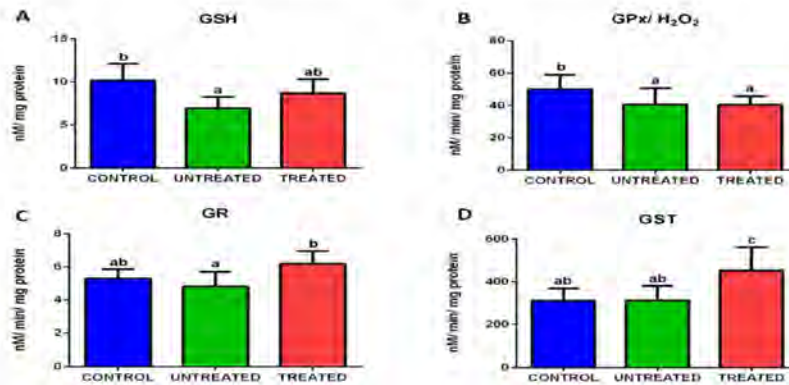 A
GSH
nM/ mg protein
15
10
5
0
b
a
ab
CONTROL UNTREATED TREATED
B
GPx/ H₂O₂
nM/ min/ mg protein
80
60
40
20
0
b
a
a
CONTROL UNTREATED TREATED
C
GR
nM/ min/ mg protein
8
6
4
2
0
ab
a
b
CONTROL UNTREATED TREATED
D
GST
nM/ min/ mg protein
600
400
200
0
ab
ab
c
CONTROL UNTREATED TREATED